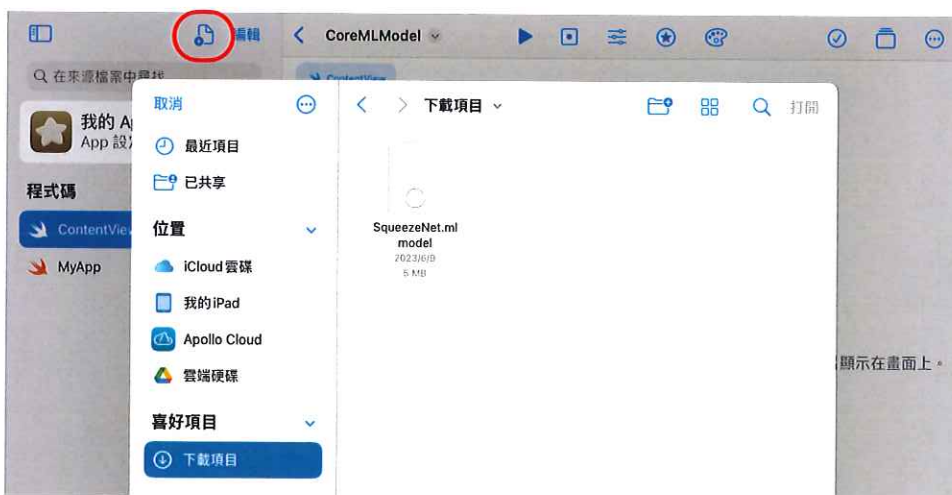 編輯
CoreMLModel
在來源檔案中尋找
ContentView
我的 A
App 設
程式碼
ContentVie
MyApp
取消
最近項目
已共享
位置
iCloud雲碟
我的iPad
Apollo Cloud
雲端硬碟
喜好項目
下載項目
下載項目
打開
SqueezeNet.ml
model
2023/6/9
5 MB
顯示在畫面上。